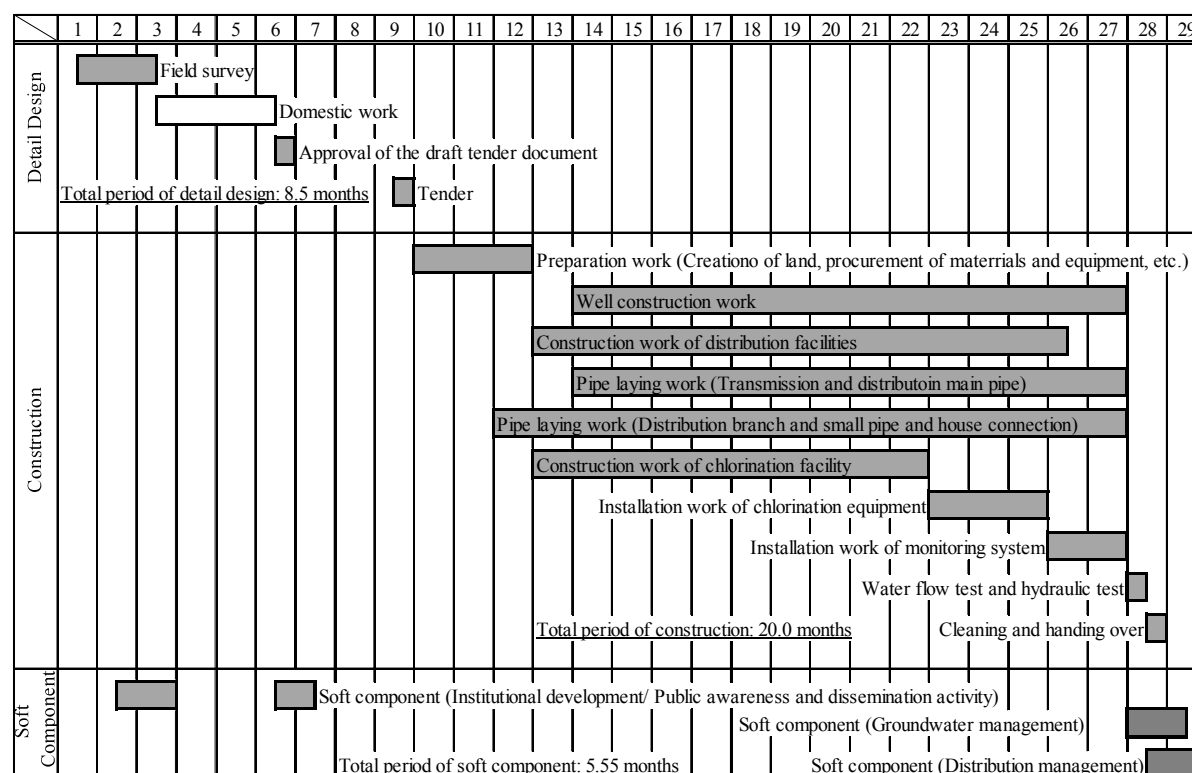 1 2 3 4 5 6 7 8 9 10 11 12 13 14 15 16 17 18 19 20 21 22 23 24 25 26 27 28 29
Detail Design
Field survey
Domestic work
Approval of the draft tender document
Total period of detail design: 8.5 months Tender
Construction
Preparation work (Creationo of land, procurement of materrials and equipment, etc.)
Well construction work
Construction work of distribution facilities
Pipe laying work (Transmission and distributoin main pipe)
Pipe laying work (Distribution branch and small pipe and house connection)
Construction work of chlorination facility
Installation work of chlorination equipment
Installation work of monitoring system
Water flow test and hydraulic test
Total period of construction: 20.0 months Cleaning and handing over
Soft
Component
Soft component (Institutional development/ Public awareness and dissemination activity)
Soft component (Groundwater management)
Total period of soft component: 5.55 months Soft component (Distribution management)